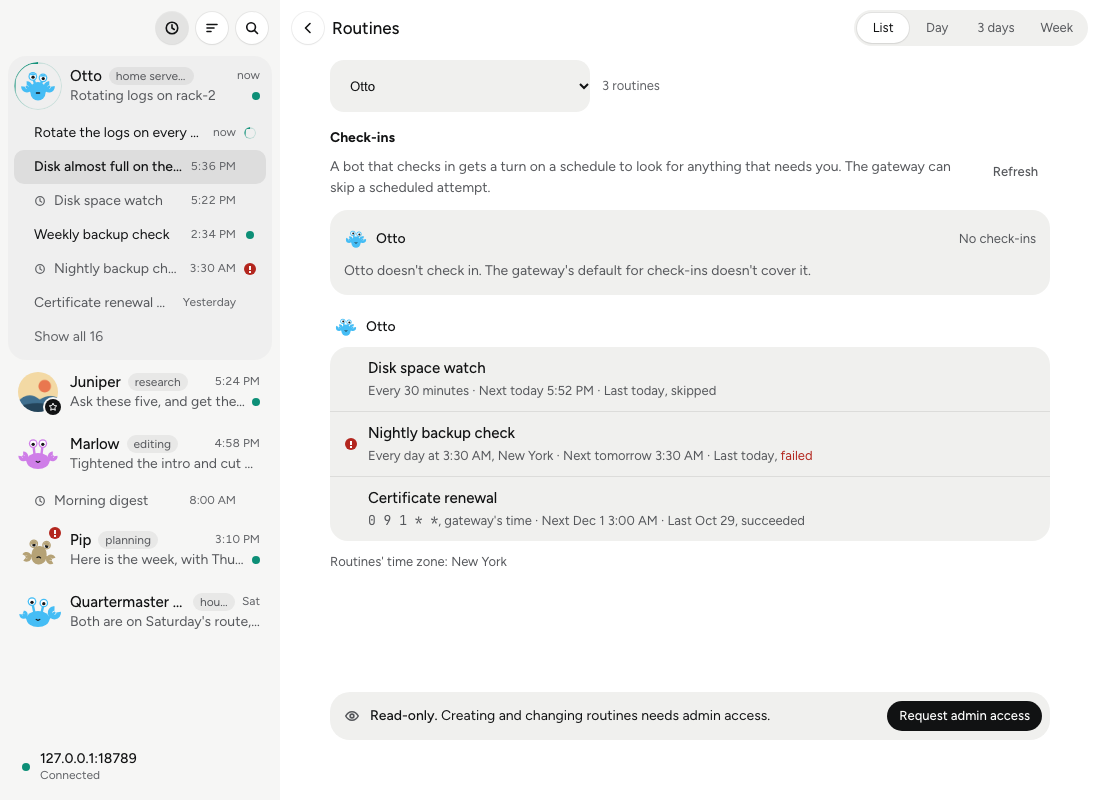 Otto home serve... now
Rotating logs on rack-2
Rotate the logs on every ... now
Disk almost full on the... 5:36 PM
Disk space watch 5:22 PM
Weekly backup check 2:34 PM
Nightly backup ch... 3:30 AM
Certificate renewal ... Yesterday
Show all 16
Juniper research 5:24 PM
Ask these five, and get the...
Marlow editing 4:58 PM
Tightened the intro and cut ...
Morning digest 8:00 AM
Pip planning 3:10 PM
Here is the week, with Thu...
Quartermaster ... hou... Sat
Both are on Saturday's route,...
127.0.0.1:18789
Connected
Routines
List Day 3 days Week
Otto 3 routines
Check-ins
A bot that checks in gets a turn on a schedule to look for anything that needs you. The gateway can
skip a scheduled attempt.
Refresh
Otto No check-ins
Otto doesn't check in. The gateway's default for check-ins doesn't cover it.
Otto
Disk space watch
Every 30 minutes · Next today 5:52 PM · Last today, skipped
Nightly backup check
Every day at 3:30 AM, New York · Next tomorrow 3:30 AM · Last today, failed
Certificate renewal
0 9 1 * *, gateway's time · Next Dec 1 3:00 AM · Last Oct 29, succeeded
Routines' time zone: New York
Read-only. Creating and changing routines needs admin access. Request admin access